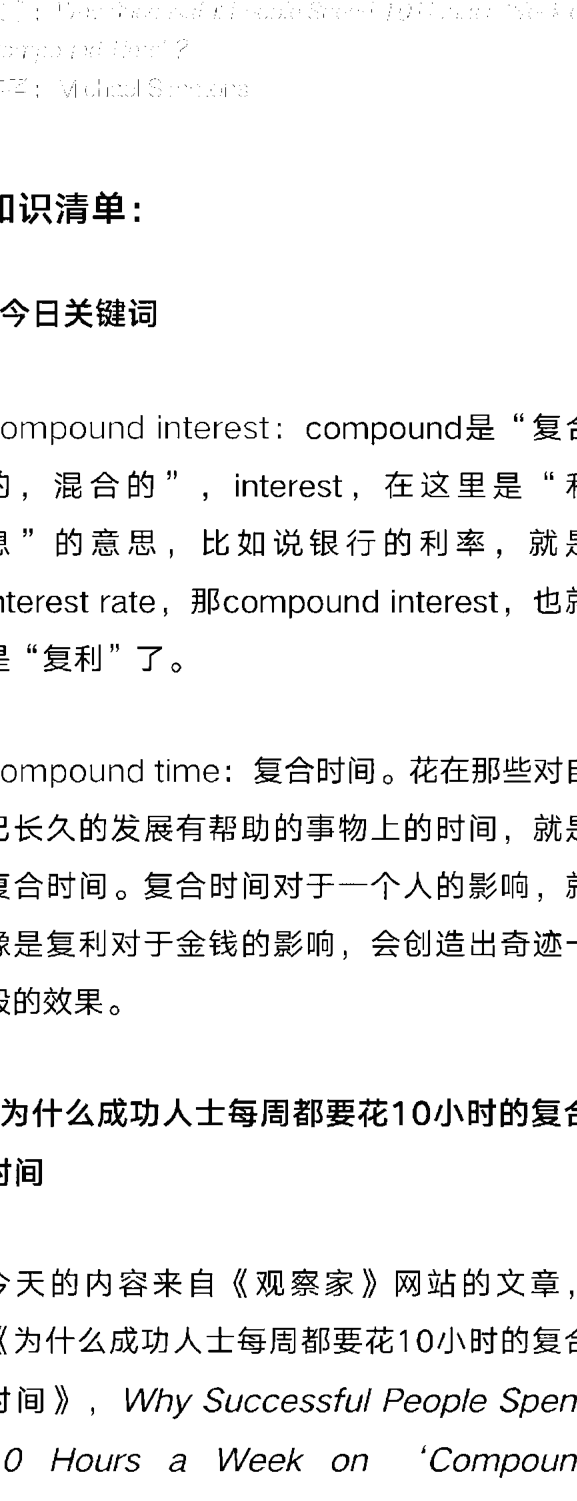 Michael Simmons
识清单：
今日关键词
ompound interest：compound是“复合
的，混合的”，interest，在这里是“利
息”的意思，比如说银行的利率，就是
nterest rate，那compound interest，也就
是“复利”了。
ompound time：复合时间。花在那些对自
己长久的发展有帮助的事物上的时间，就是
复合时间。复合时间对于一个人的影响，就
像是复利对于金钱的影响，会创造出奇迹一
般的效果。
为什么成功人士每周都要花10小时的复合
时间
今天的内容来自《观察家》网站的文章，
《为什么成功人士每周都要花10小时的复合
时间》，Why Successful People Spen
0 Hours a Week on ‘Compoun